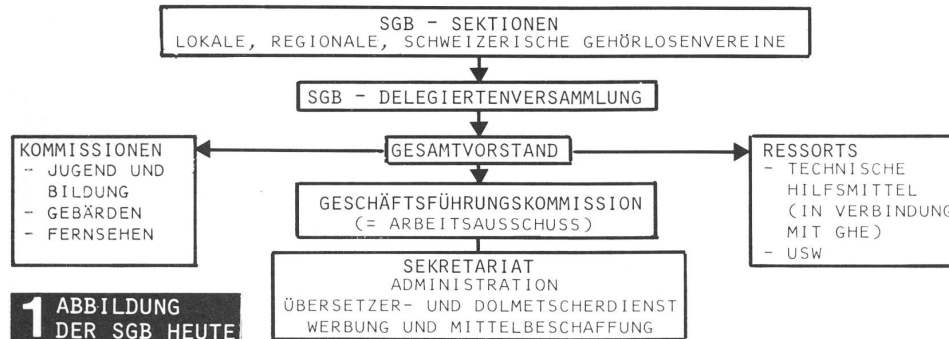 SGB - SEKTIONEN
LOKALE, REGIONALE, SCHWEIZERISCHE GEHÖRLOSENVEREINE
SGB - DELEGIERTENVERSAMMLUNG
GESAMTVORSTAND
KOMMISSIONEN
- JUGEND UND
BILDUNG
- GEBÄRDEN
- FERNSEHEN
RESSORTS
- TECHNISCHE
HILFSMITTEL
(IN VERBINDUNG
MIT GHE)
- USW
GESCHÄFTSFÜHRUNGSKOMMISSION
(= ARBEITSAUSSCHUSS)
SEKRETARIAT
ADMINISTRATION
ÜBERSETZER- UND DOLMETSCHERDIENST
WERBUNG UND MITTELBESCHAFFUNG
1 ABBILDUNG
DER SGB HEUTE